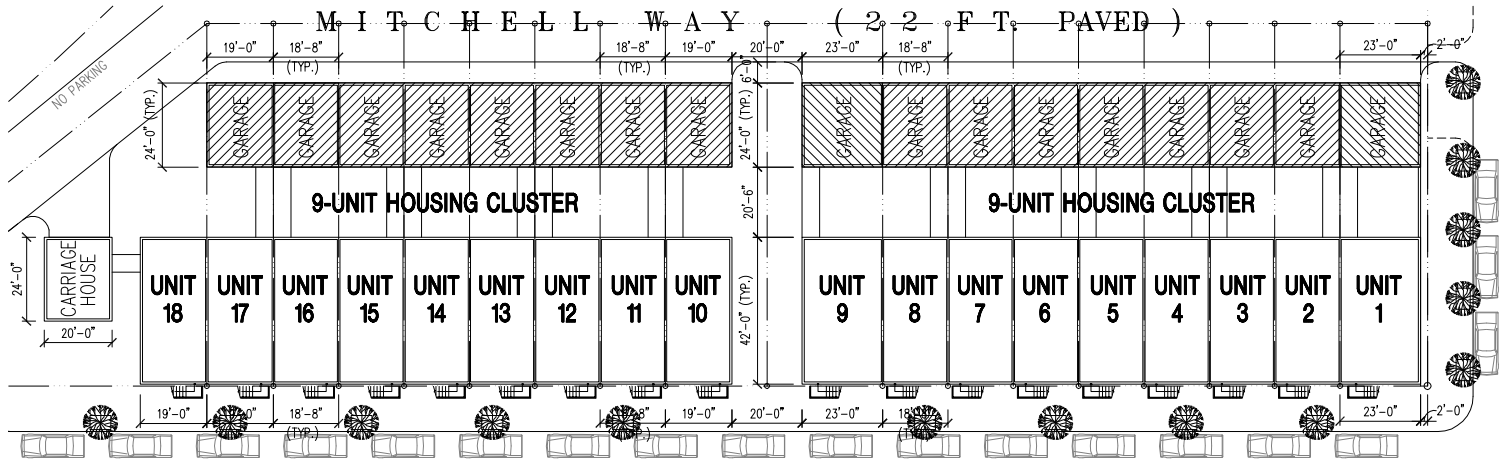 MITCHELL WAY (22 FT. PAVED)
19'-0" 18'-8" 18'-8" 19'-0" 20'-0" 23'-0" 18'-8" 23'-0" 2'-0"
(TYP.) (TYP.) (TYP.)
6'-0"
NO PARKING
24'-0" (TYP.) GARAGE GARAGE GARAGE GARAGE GARAGE GARAGE GARAGE GARAGE 24'-0" (TYP.) GARAGE GARAGE GARAGE GARAGE GARAGE GARAGE GARAGE GARAGE GARAGE
9-UNIT HOUSING CLUSTER 20'-6" 9-UNIT HOUSING CLUSTER
24'-0" CARRIAGE HOUSE
UNIT UNIT UNIT UNIT UNIT UNIT UNIT UNIT UNIT 42'-0" (TYP.) UNIT UNIT UNIT UNIT UNIT UNIT UNIT UNIT UNIT
18 17 16 15 14 13 12 11 10 9 8 7 6 5 4 3 2 1
20'-0"
19'-0" 18'-8" 19'-0" 20'-0" 23'-0" 23'-0" 2'-0"
(TYP.)